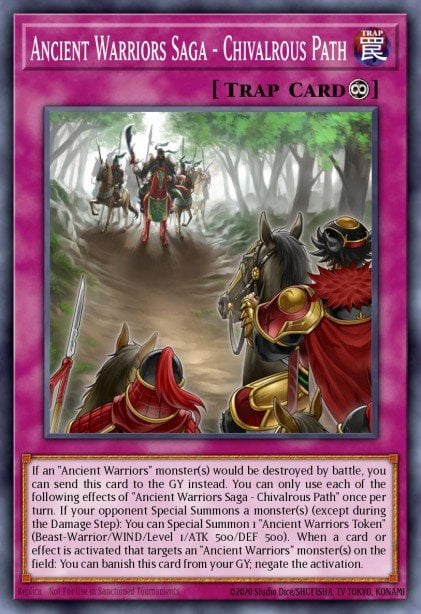 ANCIENT WARRIORS SAGA - CHIVALROUS PATH
TRAP
罠
[ TRAP CARD ]
If an "Ancient Warriors" monster(s) would be destroyed by battle, you
can send this card to the GY instead. You can only use each of the
following effects of "Ancient Warriors Saga - Chivalrous Path" once per
turn. If your opponent Special Summons a monster(s) (except during
the Damage Step): You can Special Summon 1 "Ancient Warriors Token"
(Beast-Warrior/WIND/Level 1/ATK 500/DEF 500). When a card or
effect is activated that targets an "Ancient Warriors" monster(s) on the
field: You can banish this card from your GY; negate the activation.
Replica - Not For Use in Sanctioned Tournaments ©2020 Studio Dice/SHUEISHA, TV TOKYO, KONAMI